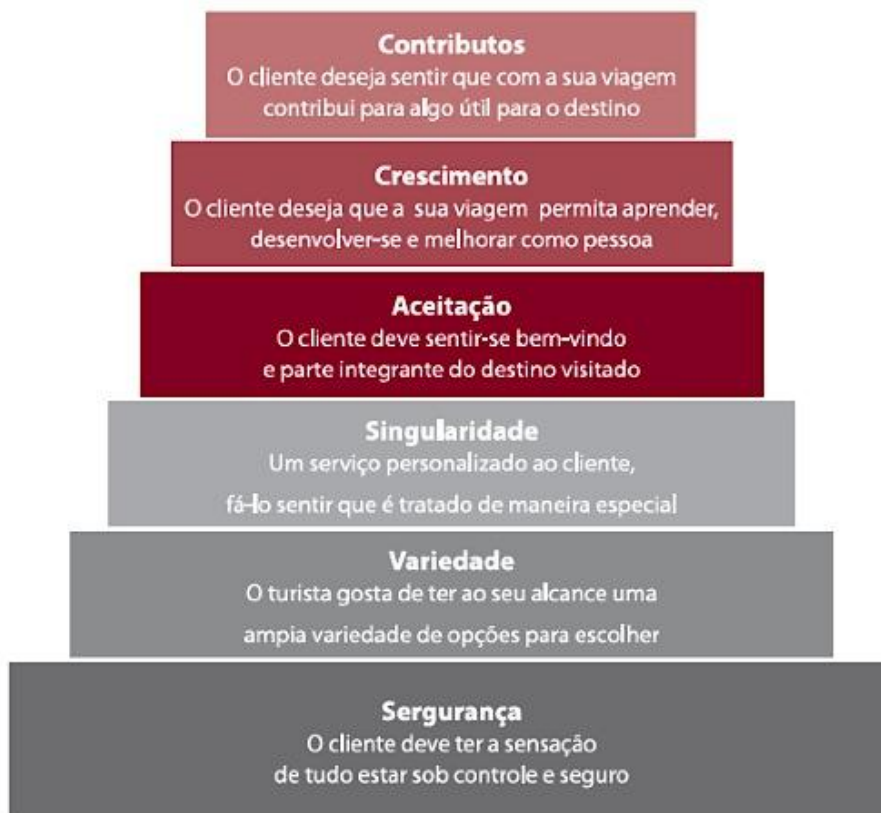 Contributos
O cliente deseja sentir que com a sua viagem
contribui para algo útil para o destino
Crescimento
O cliente deseja que a sua viagem permita aprender,
desenvolver-se e melhorar como pessoa
Aceitação
O cliente deve sentir-se bem-vindo
e parte integrante do destino visitado
Singularidade
Um serviço personalizado ao cliente,
fá-lo sentir que é tratado de maneira especial
Variedade
O turista gosta de ter ao seu alcance uma
ampia variedade de opções para escolher
Sergurança
O cliente deve ter a sensação
de tudo estar sob controle e seguro